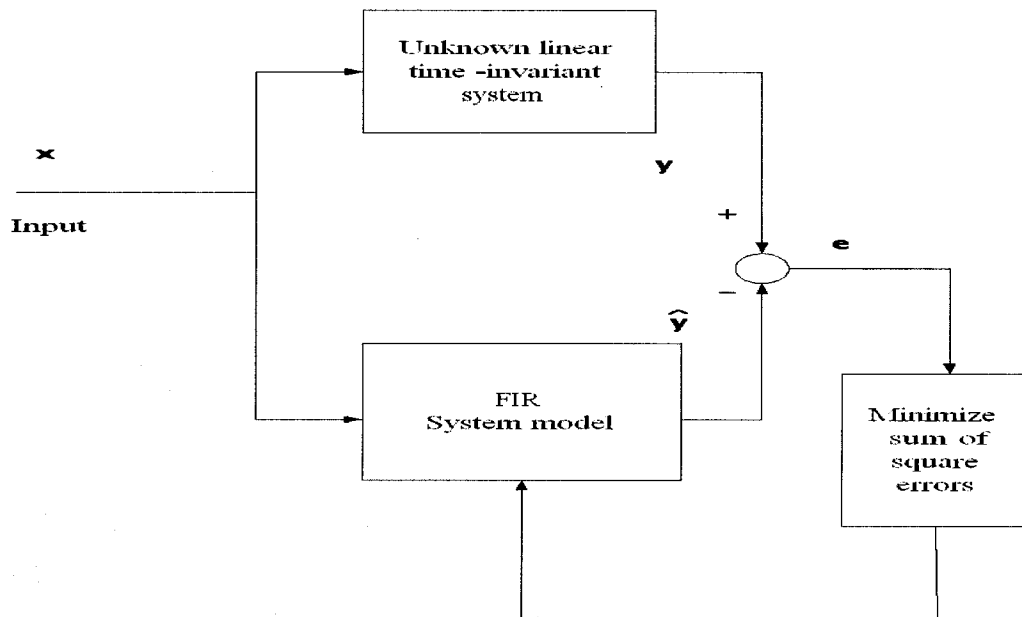 Unknown linear
time -invariant
system
x
Input
y
+
e
−
ŷ
FIR
System model
Minimize
sum of
square
errors